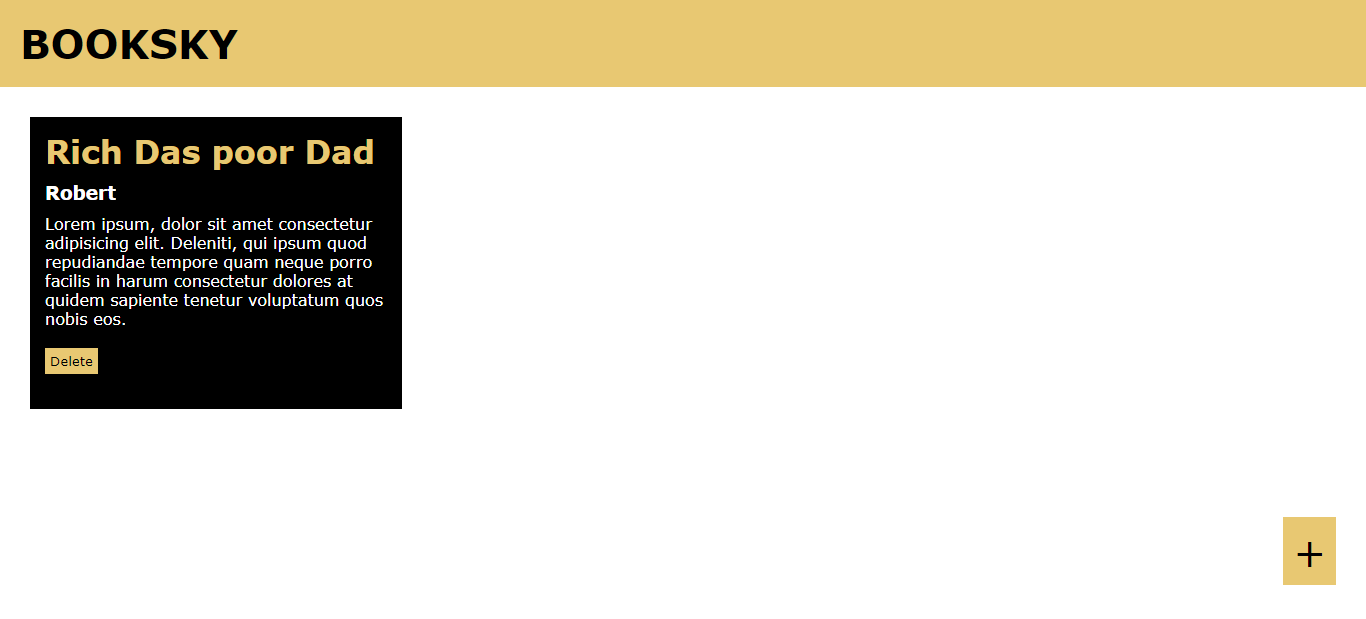 BOOKSKY
Rich Das poor Dad
Robert
Lorem ipsum, dolor sit amet consectetur
adipisicing elit. Deleniti, qui ipsum quod
repudiandae tempore quam neque porro
facilis in harum consectetur dolores at
quidem sapiente tenetur voluptatum quos
nobis eos.
Delete
+